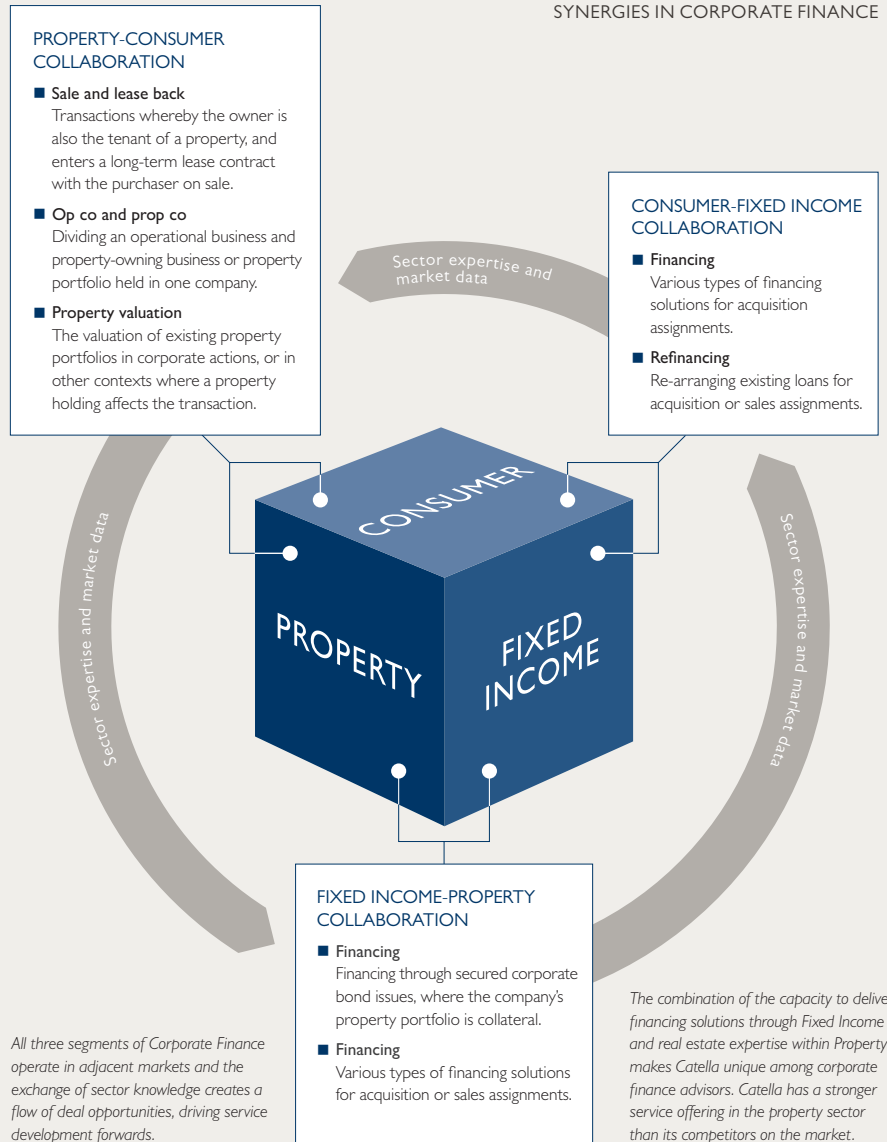 SYNERGIES IN CORPORATE FINANCE
PROPERTY-CONSUMER
COLLABORATION
Sale and lease back
Transactions whereby the owner is
also the tenant of a property, and
enters a long-term lease contract
with the purchaser on sale.
Op co and prop co
Dividing an operational business and
property-owning business or property
portfolio held in one company.
Property valuation
The valuation of existing property
portfolios in corporate actions, or in
other contexts where a property
holding affects the transaction.
CONSUMER-FIXED INCOME
COLLABORATION
Financing
Various types of financing
solutions for acquisition
assignments.
Refinancing
Re-arranging existing loans for
acquisition or sales assignments.
Sector expertise and
market data
Sector expertise and market data
Sector expertise and market data
CONSUMER
PROPERTY
FIXED
INCOME
FIXED INCOME-PROPERTY
COLLABORATION
Financing
Financing through secured corporate
bond issues, where the company's
property portfolio is collateral.
Financing
Various types of financing solutions
for acquisition or sales assignments.
All three segments of Corporate Finance
operate in adjacent markets and the
exchange of sector knowledge creates a
flow of deal opportunities, driving service
development forwards.
The combination of the capacity to delive
financing solutions through Fixed Income
and real estate expertise within Property
makes Catella unique among corporate
finance advisors. Catella has a stronger
service offering in the property sector
than its competitors on the market.